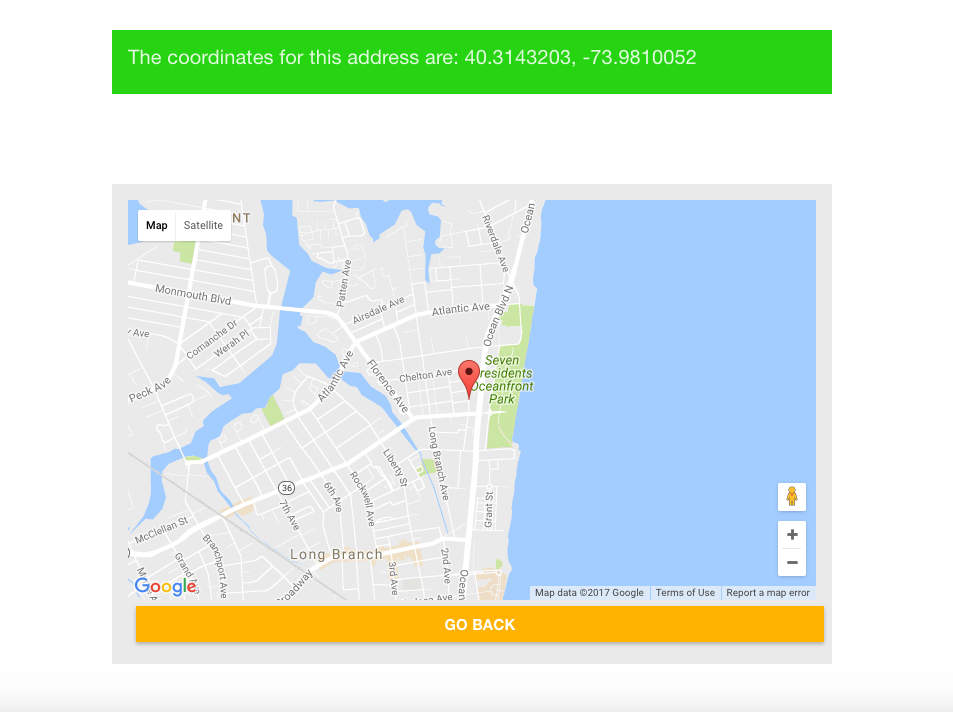 The coordinates for this address are: 40.3143203, -73.9810052
Map
Satellite
NT
Ocean
Riverdale Ave
Patten Ave
Monmouth Blvd
Airsdale Ave
Atlantic Ave
Ocean Blvd N
Ave
Comanche Dr
Werah Pl
Peck Ave
Atlantic Ave
Florence Ave
Chelton Ave
Seven
residents
Oceanfront
Park
Long Branch Ave
Liberty St
Rockwell Ave
6th Ave
7th Ave
36
Grant St
McClellan St
Branchport Ave
Grand
Long Branch
roadway
3rd Ave
2nd Ave
Ave
Ocean
Google
Map data ©2017 Google
Terms of Use
Report a map error
+
−
GO BACK